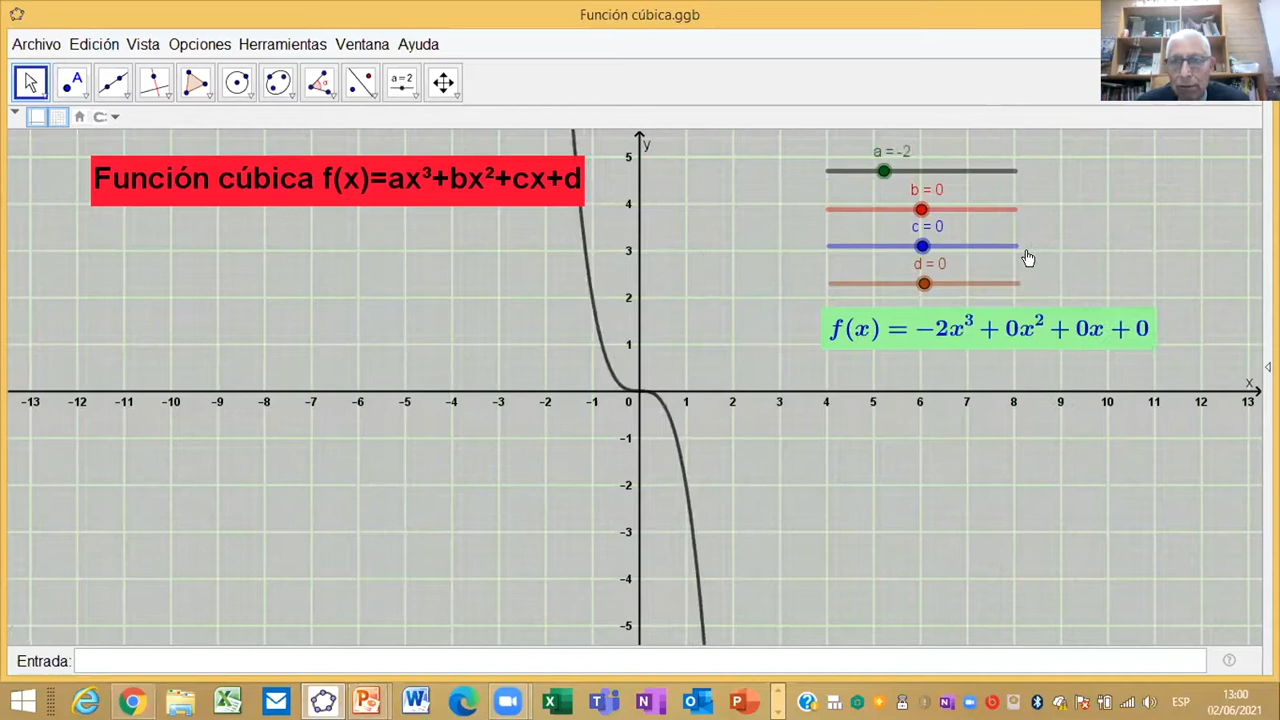 Función cúbica.ggb
Archivo Edición Vista Opciones Herramientas Ventana Ayuda
A
a=2
Función cúbica f(x)=ax³+bx²+cx+d
a = -2
b = 0
c = 0
d = 0
f(x) = −2x³ + 0x² + 0x + 0
y
5
4
3
2
1
x
−13 −12 −11 −10 −9 −8 −7 −6 −5 −4 −3 −2 −1 0 1 2 3 4 5 6 7 8 9 10 11 12 13
−1
−2
−3
−4
−5
Entrada:
ESP
13:00
02/06/2021